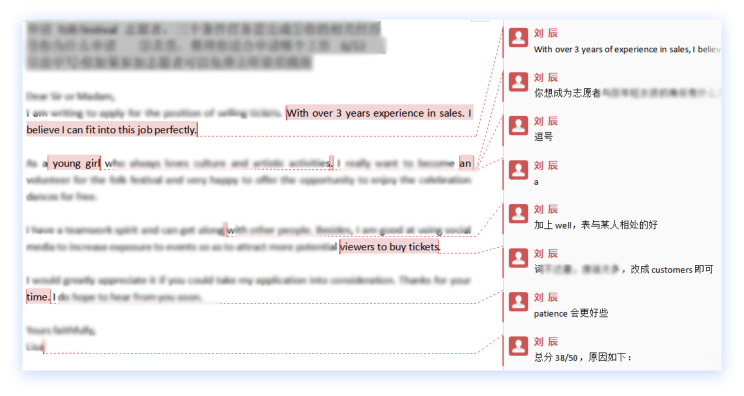 Dear Sir or Madam,
I am writing to apply for the position of selling tickets. With over 3 years experience in sales. I
believe I can fit into this job perfectly.
As a young girl who always loves culture and artistic activities. I really want to become an
volunteer for the folk festival and very happy to offer the opportunity to enjoy the celebration
dances for free.
I have a teamwork spirit and can get along with other people. Besides, I am good at using social
media to increase exposure to events so as to attract more potential viewers to buy tickets.
I would greatly appreciate it if you could take my application into consideration. Thanks for your
time. I do hope to hear from you soon.
Yours faithfully,
Lisa
刘 辰
With over 3 years of experience in sales, I believ
刘 辰
你想成为志愿者
刘 辰
逗号
刘 辰
a
刘 辰
加上 well，表与某人相处的好
刘 辰
词，改成 customers 即可
刘 辰
patience 会更好些
刘 辰
总分 38/50，原因如下：